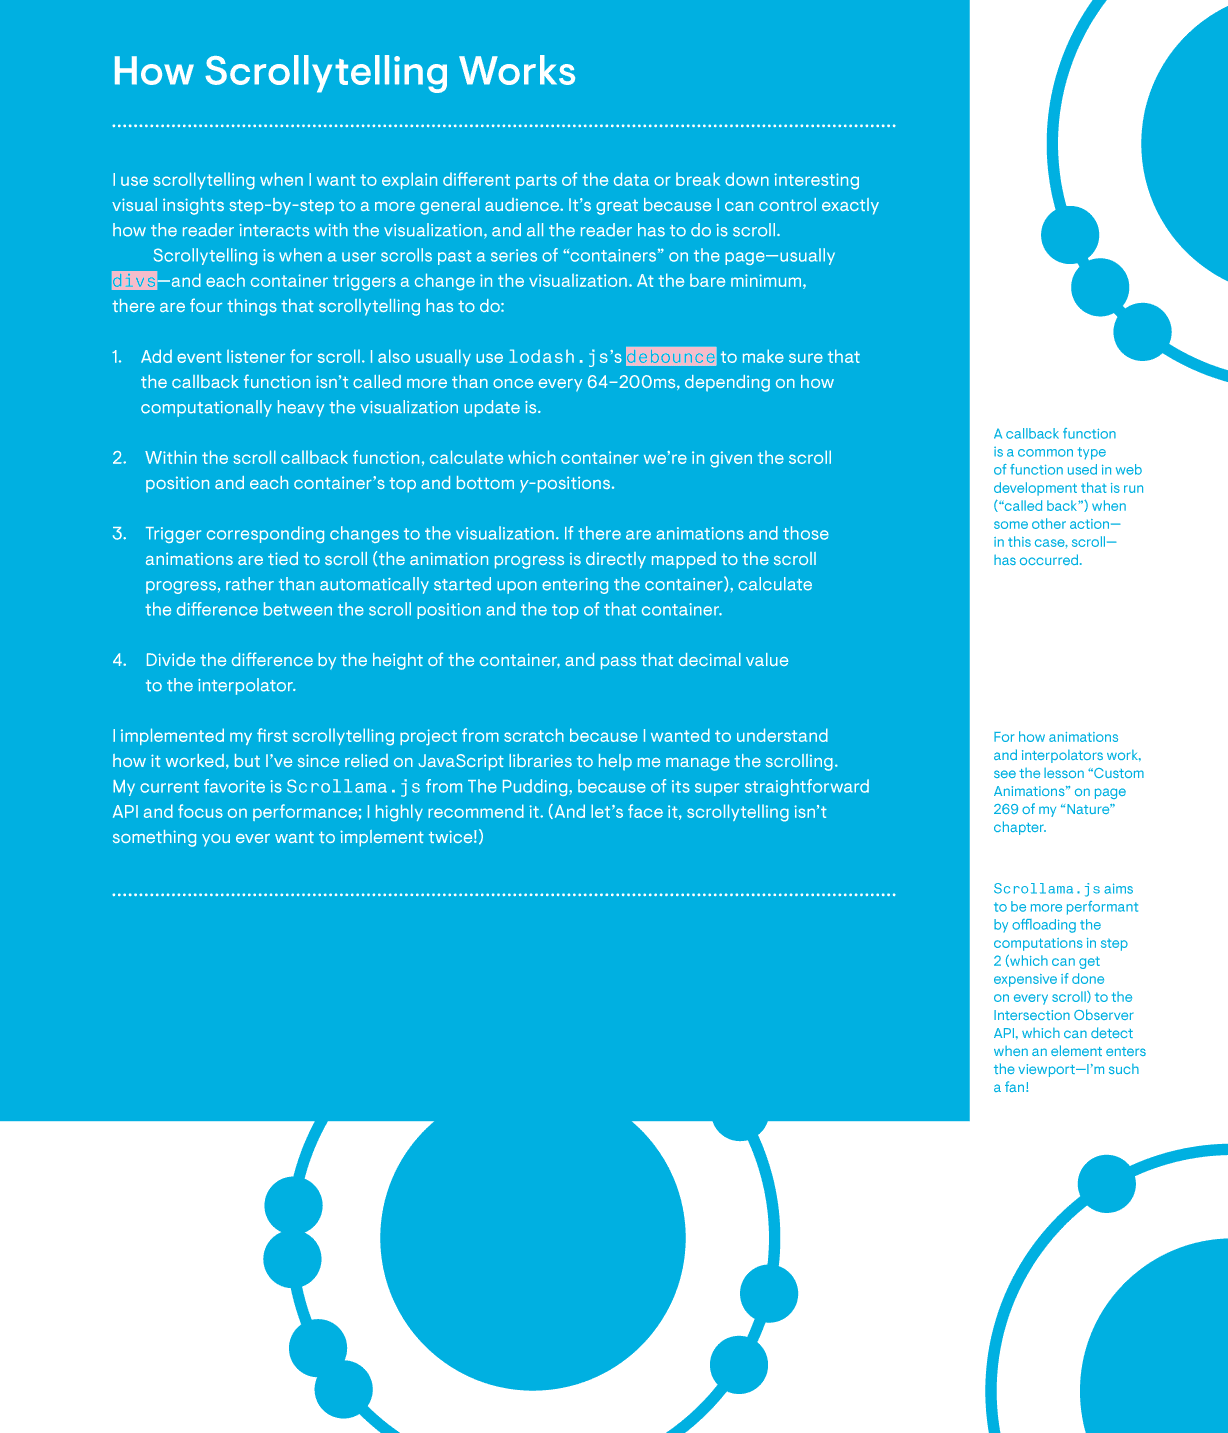 How Scrollytelling Works
I use scrollytelling when I want to explain different parts of the data or break down interesting
visual insights step-by-step to a more general audience. It’s great because I can control exactly
how the reader interacts with the visualization, and all the reader has to do is scroll.
Scrollytelling is when a user scrolls past a series of “containers” on the page—usually
divs—and each container triggers a change in the visualization. At the bare minimum,
there are four things that scrollytelling has to do:
1. Add event listener for scroll. I also usually use lodash.js’s debounce to make sure that
the callback function isn’t called more than once every 64–200ms, depending on how
computationally heavy the visualization update is.
2. Within the scroll callback function, calculate which container we’re in given the scroll
position and each container’s top and bottom y-positions.
3. Trigger corresponding changes to the visualization. If there are animations and those
animations are tied to scroll (the animation progress is directly mapped to the scroll
progress, rather than automatically started upon entering the container), calculate
the difference between the scroll position and the top of that container.
4. Divide the difference by the height of the container, and pass that decimal value
to the interpolator.
I implemented my first scrollytelling project from scratch because I wanted to understand
how it worked, but I’ve since relied on JavaScript libraries to help me manage the scrolling.
My current favorite is Scrollama.js from The Pudding, because of its super straightforward
API and focus on performance; I highly recommend it. (And let’s face it, scrollytelling isn’t
something you ever want to implement twice!)
A callback function
is a common type
of function used in web
development that is run
(“called back”) when
some other action—
in this case, scroll—
has occurred.
For how animations
and interpolators work,
see the lesson “Custom
Animations” on page
269 of my “Nature”
chapter.
Scrollama.js aims
to be more performant
by offloading the
computations in step
2 (which can get
expensive if done
on every scroll) to the
Intersection Observer
API, which can detect
when an element enters
the viewport—I’m such
a fan!